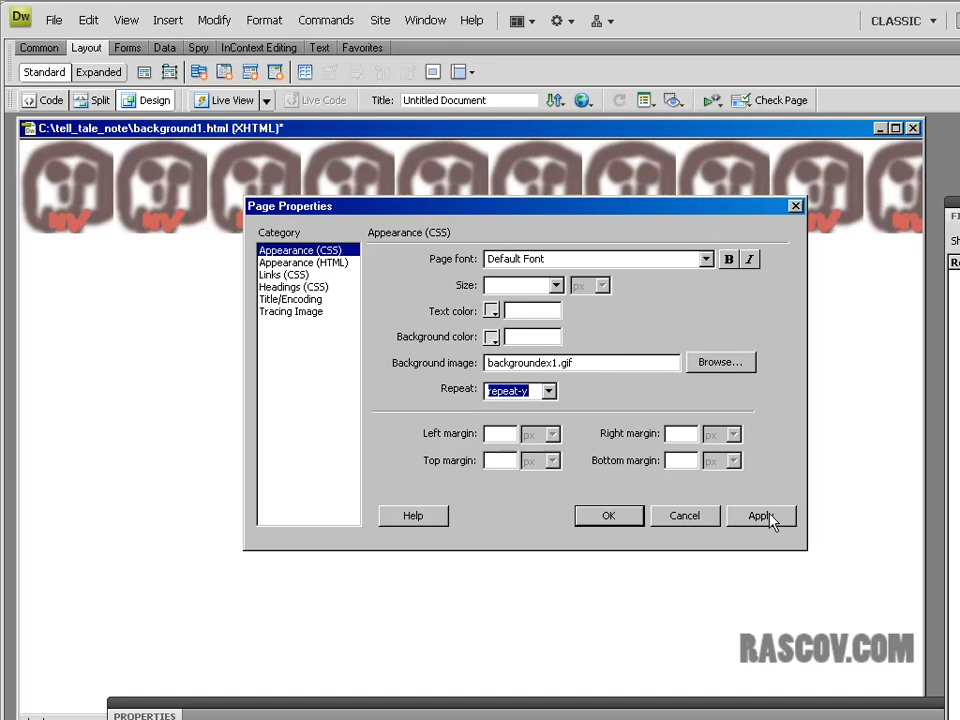 Dw File Edit View Insert Modify Format Commands Site Window Help CLASSIC
Common Layout Forms Data Spry InContext Editing Text Favorites
Standard Expanded
Code Split Design Live View Live Code Title: Untitled Document Check Page
C:\tell_tale_note\background1.html (XHTML)*
Page Properties
Category
Appearance (CSS)
Appearance (HTML)
Links (CSS)
Headings (CSS)
Title/Encoding
Tracing Image
Appearance (CSS)
Page font: Default Font B I
Size: px
Text color:
Background color:
Background image: backgroundex1.gif Browse...
Repeat: repeat-y
Left margin: px Right margin: px
Top margin: px Bottom margin: px
Help OK Cancel Apply
RASCOV.COM
PROPERTIES